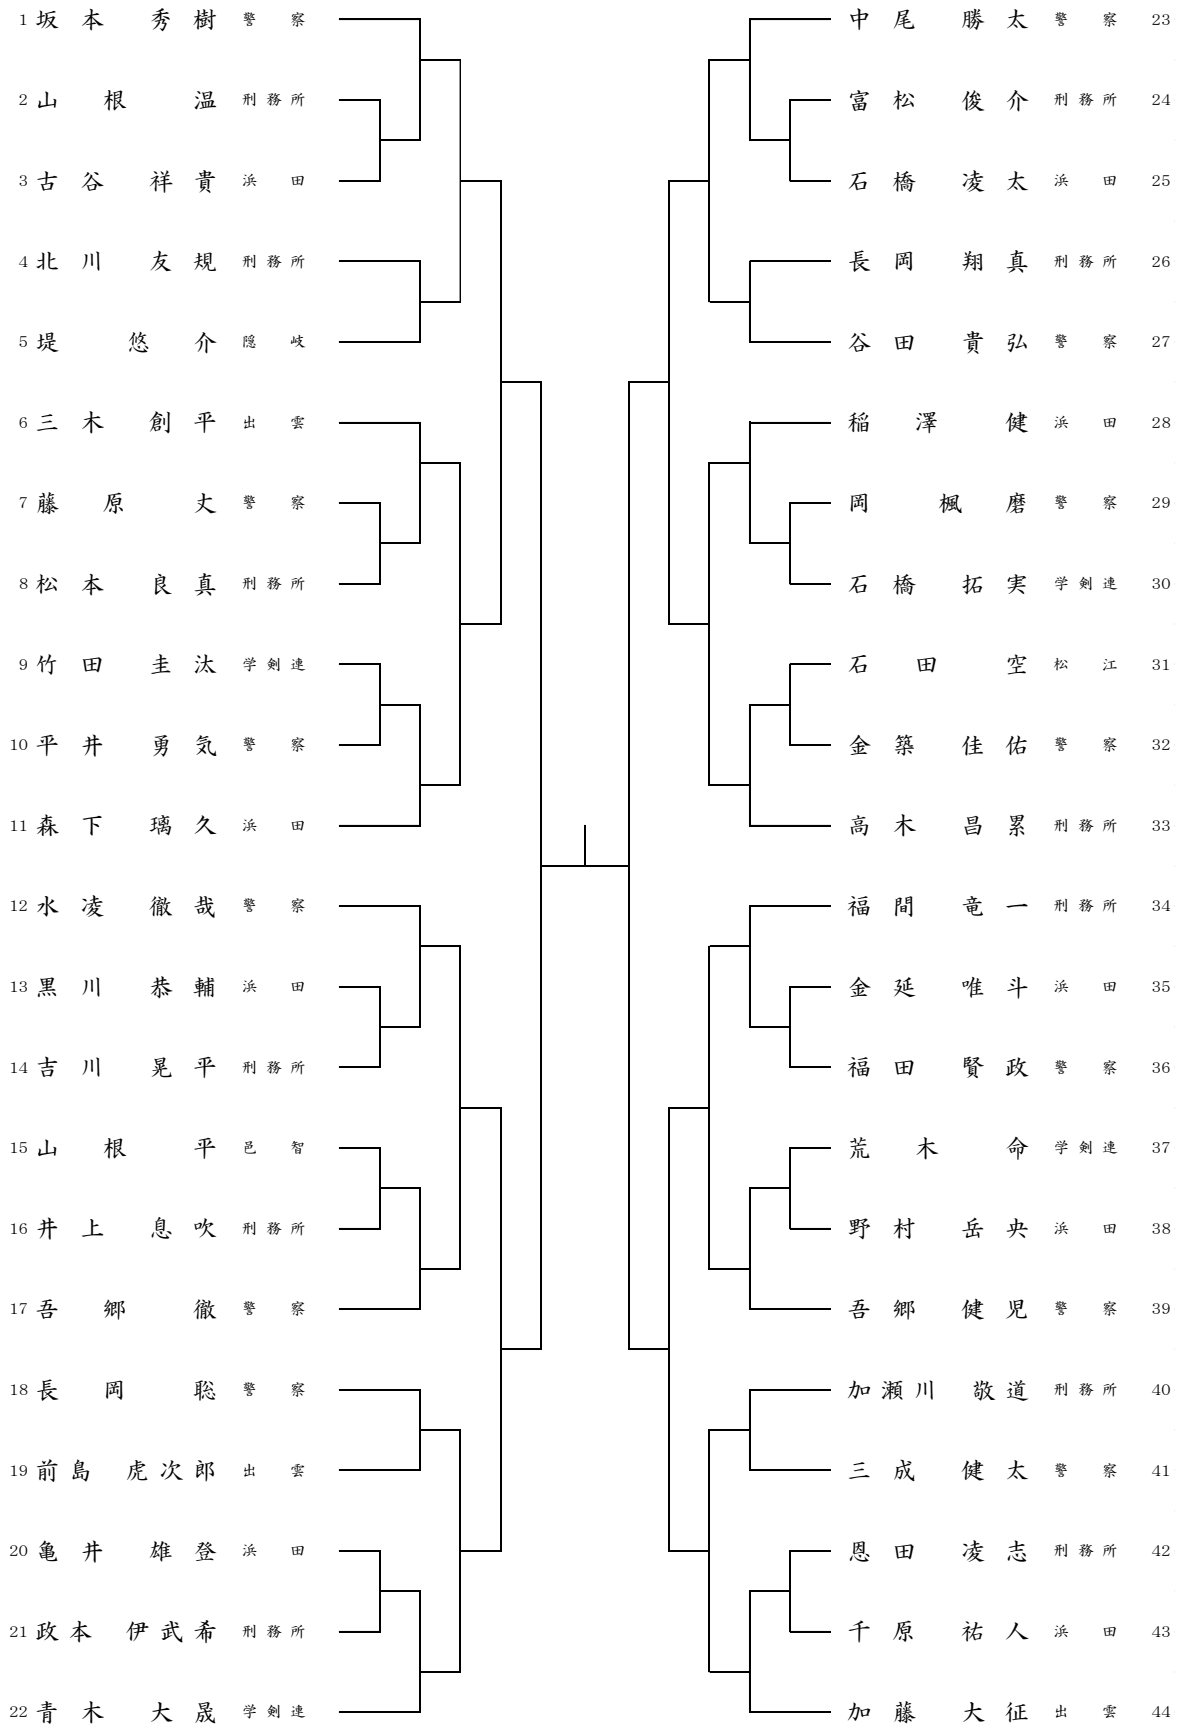 1 坂本 秀樹 警察
2 山根 温 刑務所
3 古谷 祥貴 浜田
4 北川 友規 刑務所
5 堤 悠介 隠岐
6 三木 創平 出雲
7 藤原 丈 警察
8 松本 良真 刑務所
9 竹田 圭汰 学剣連
10 平井 勇気 警察
11 森下 璃久 浜田
12 水凌 徹哉 警察
13 黒川 恭輔 浜田
14 吉川 晃平 刑務所
15 山根 平 邑智
16 井上 息吹 刑務所
17 吾郷 徹 警察
18 長岡 聡 警察
19 前島 虎次郎 出雲
20 亀井 雄登 浜田
21 政本 伊武希 刑務所
22 青木 大晟 学剣連
中尾 勝太 警察 23
富松 俊介 刑務所 24
石橋 凌太 浜田 25
長岡 翔真 刑務所 26
谷田 貴弘 警察 27
稲澤 健 浜田 28
岡 楓磨 警察 29
石橋 拓実 学剣連 30
石田 空 松江 31
金築 佳佑 警察 32
高木 昌累 刑務所 33
福間 竜一 刑務所 34
金延 唯斗 浜田 35
福田 賢政 警察 36
荒木 命 学剣連 37
野村 岳央 浜田 38
吾郷 健児 警察 39
加瀬川 敬道 刑務所 40
三成 健太 警察 41
恩田 凌志 刑務所 42
千原 祐人 浜田 43
加藤 大征 出雲 44